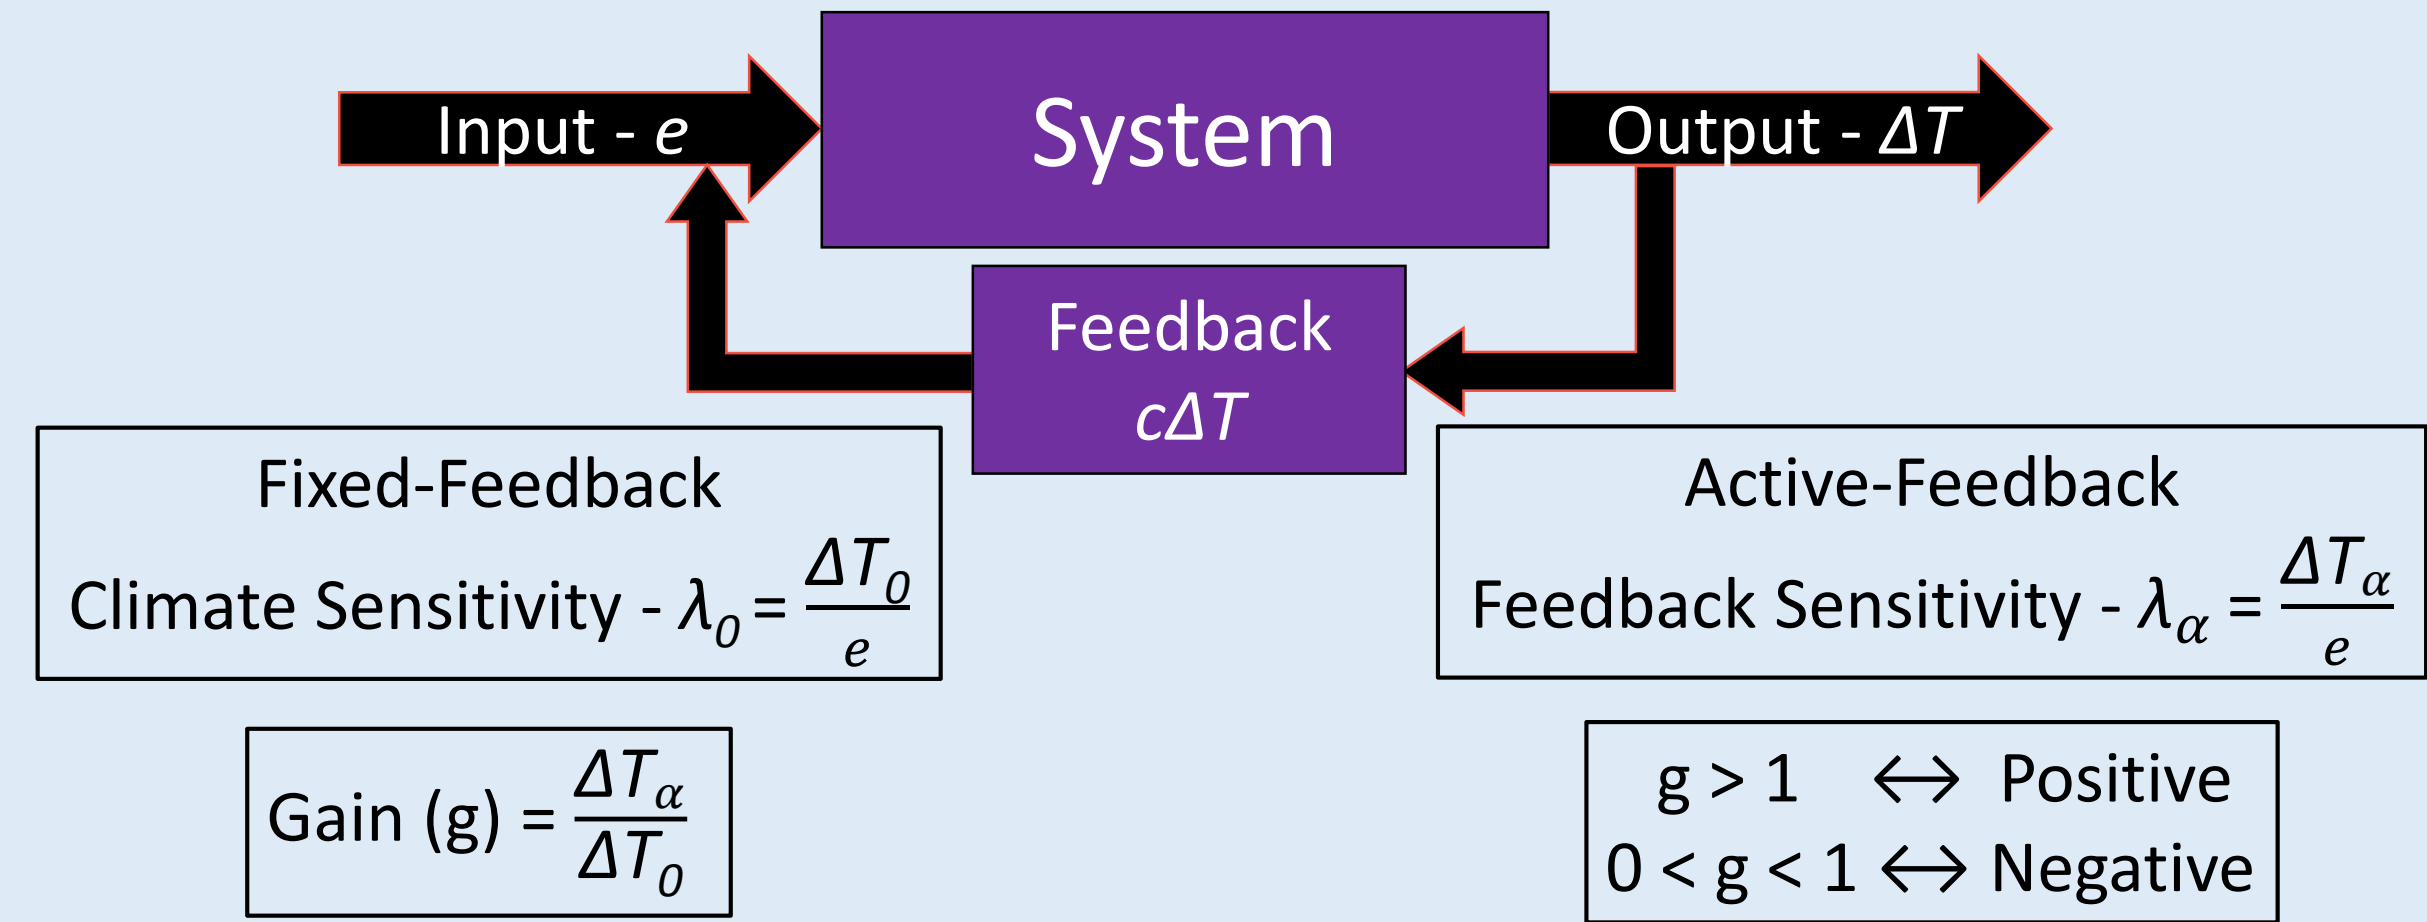 Input - e
System
Output - ΔT
Feedback
cΔT
Fixed-Feedback
Climate Sensitivity - λ₀ = ΔT₀/e
Active-Feedback
Feedback Sensitivity - λα = ΔTα/e
Gain (g) = ΔTα/ΔT₀
g > 1 ↔ Positive
0 < g < 1 ↔ Negative